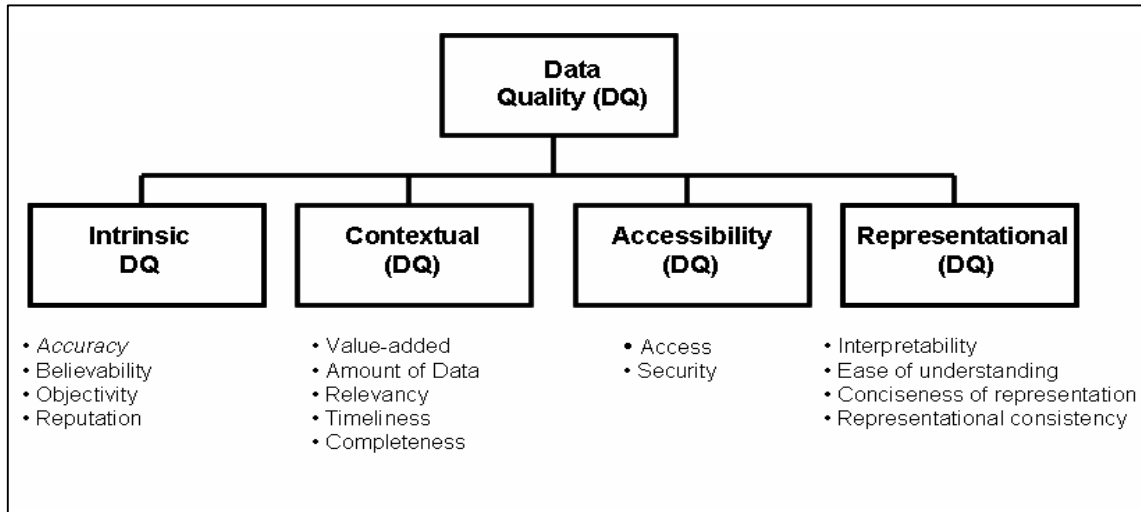 Data
Quality (DQ)
Intrinsic
DQ
Contextual
(DQ)
Accessibility
(DQ)
Representational
(DQ)
• Accuracy
• Believability
• Objectivity
• Reputation
• Value-added
• Amount of Data
• Relevancy
• Timeliness
• Completeness
• Access
• Security
• Interpretability
• Ease of understanding
• Conciseness of representation
• Representational consistency